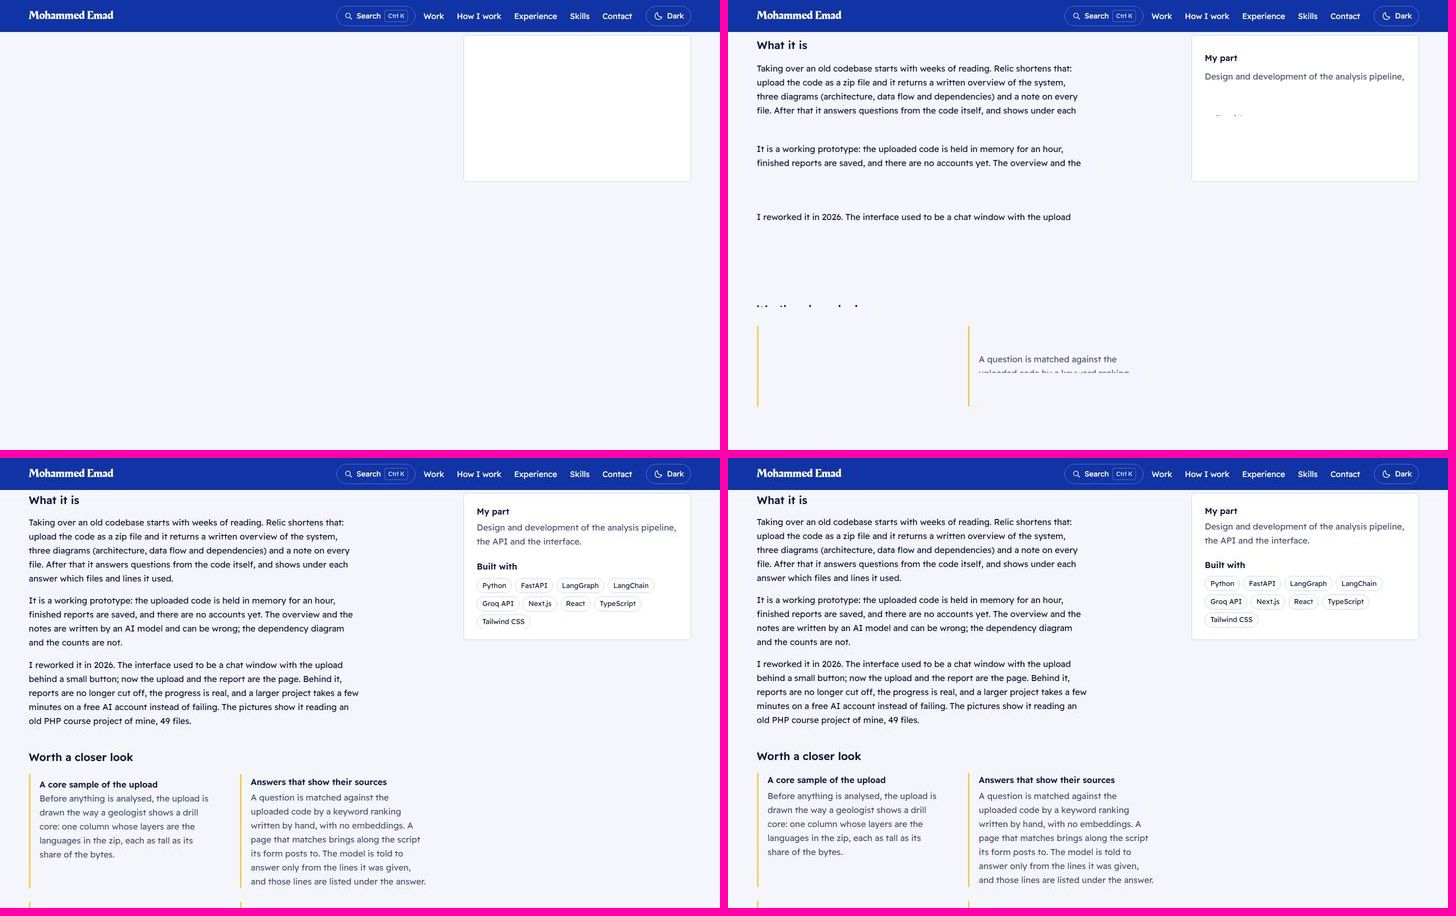 Mohammed Emad
Search Ctrl K Work How I work Experience Skills Contact Dark
Mohammed Emad
Search Ctrl K Work How I work Experience Skills Contact Dark
What it is
Taking over an old codebase starts with weeks of reading. Relic shortens that:
upload the code as a zip file and it returns a written overview of the system,
three diagrams (architecture, data flow and dependencies) and a note on every
file. After that it answers questions from the code itself, and shows under each
It is a working prototype: the uploaded code is held in memory for an hour,
finished reports are saved, and there are no accounts yet. The overview and the
I reworked it in 2026. The interface used to be a chat window with the upload
A question is matched against the
uploaded code by a keyword ranking
My part
Design and development of the analysis pipeline,
Mohammed Emad
Search Ctrl K Work How I work Experience Skills Contact Dark
What it is
Taking over an old codebase starts with weeks of reading. Relic shortens that:
upload the code as a zip file and it returns a written overview of the system,
three diagrams (architecture, data flow and dependencies) and a note on every
file. After that it answers questions from the code itself, and shows under each
answer which files and lines it used.
It is a working prototype: the uploaded code is held in memory for an hour,
finished reports are saved, and there are no accounts yet. The overview and the
notes are written by an AI model and can be wrong; the dependency diagram
and the counts are not.
I reworked it in 2026. The interface used to be a chat window with the upload
behind a small button; now the upload and the report are the page. Behind it,
reports are no longer cut off, the progress is real, and a larger project takes a few
minutes on a free AI account instead of failing. The pictures show it reading an
old PHP course project of mine, 49 files.
Worth a closer look
A core sample of the upload
Before anything is analysed, the upload is
drawn the way a geologist shows a drill
core: one column whose layers are the
languages in the zip, each as tall as its
share of the bytes.
Answers that show their sources
A question is matched against the
uploaded code by a keyword ranking
written by hand, with no embeddings. A
page that matches brings along the script
its form posts to. The model is told to
answer only from the lines it was given,
and those lines are listed under the answer.
My part
Design and development of the analysis pipeline,
the API and the interface.
Built with
Python FastAPI LangGraph LangChain
Groq API Next.js React TypeScript
Tailwind CSS
Mohammed Emad
Search Ctrl K Work How I work Experience Skills Contact Dark
What it is
Taking over an old codebase starts with weeks of reading. Relic shortens that:
upload the code as a zip file and it returns a written overview of the system,
three diagrams (architecture, data flow and dependencies) and a note on every
file. After that it answers questions from the code itself, and shows under each
answer which files and lines it used.
It is a working prototype: the uploaded code is held in memory for an hour,
finished reports are saved, and there are no accounts yet. The overview and the
notes are written by an AI model and can be wrong; the dependency diagram
and the counts are not.
I reworked it in 2026. The interface used to be a chat window with the upload
behind a small button; now the upload and the report are the page. Behind it,
reports are no longer cut off, the progress is real, and a larger project takes a few
minutes on a free AI account instead of failing. The pictures show it reading an
old PHP course project of mine, 49 files.
Worth a closer look
A core sample of the upload
Before anything is analysed, the upload is
drawn the way a geologist shows a drill
core: one column whose layers are the
languages in the zip, each as tall as its
share of the bytes.
Answers that show their sources
A question is matched against the
uploaded code by a keyword ranking
written by hand, with no embeddings. A
page that matches brings along the script
its form posts to. The model is told to
answer only from the lines it was given,
and those lines are listed under the answer.
My part
Design and development of the analysis pipeline,
the API and the interface.
Built with
Python FastAPI LangGraph LangChain
Groq API Next.js React TypeScript
Tailwind CSS